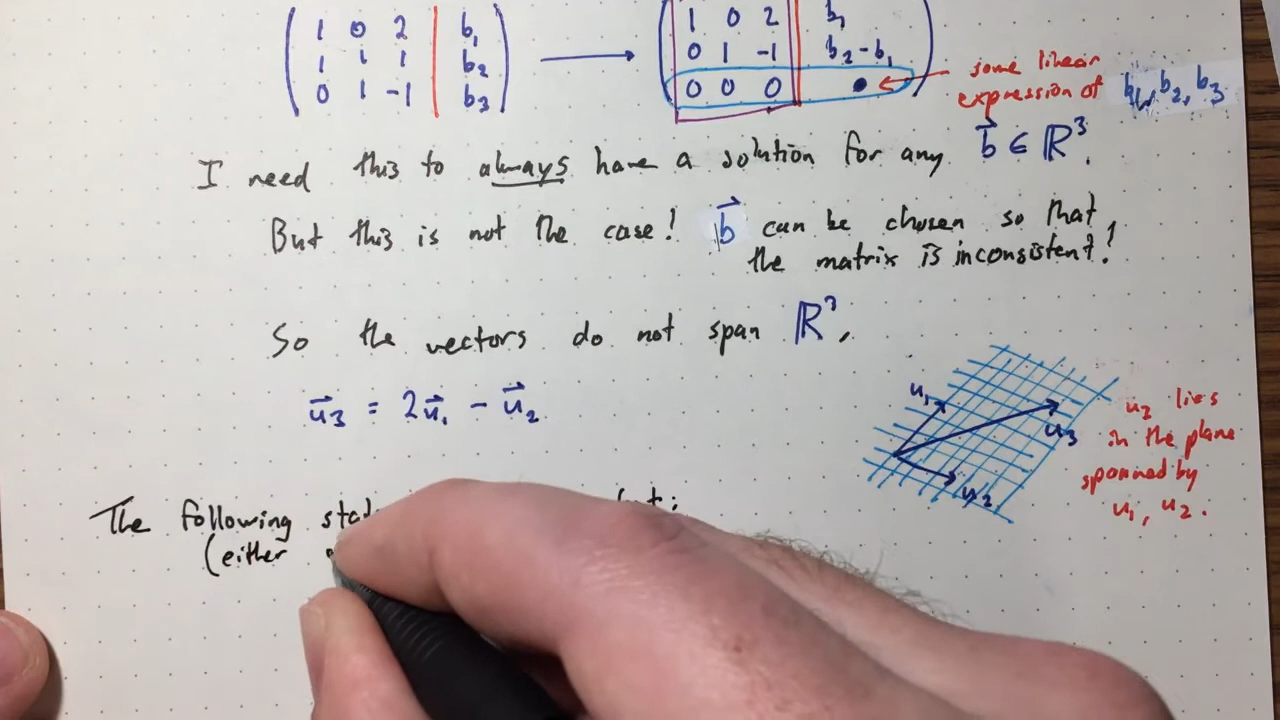 1 0 2 | b₁ → 1 0 2 | b₁
1 1 1 | b₂ 0 1 -1 | b₂ - b₁
0 1 -1 | b₃ 0 0 0 | • ←
some linear
expression of b₁, b₂, b₃
I need this to always have a solution for any b⃗ ∈ ℝ³.
But this is not the case! b⃗ can be chosen so that
the matrix is inconsistent!
So the vectors do not span ℝ³.
u⃗₃ = 2u⃗₁ - u⃗₂
u₁
u₃
u₂
u₂ lies
in the plane
spanned by
u₁, u₂.
The following
(either